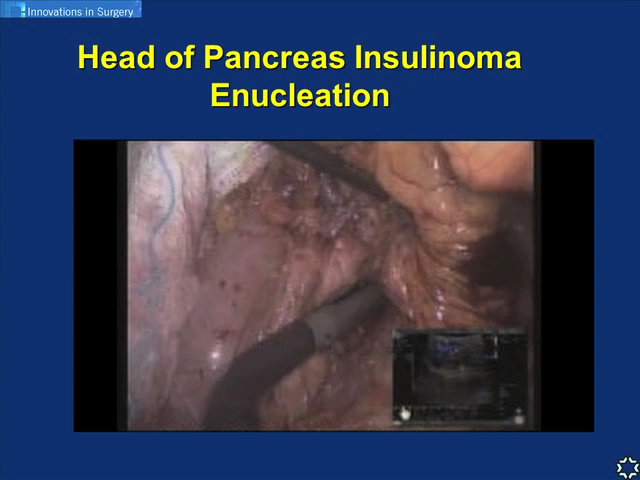 Innovations in Surgery
Head of Pancreas Insulinoma
Enucleation